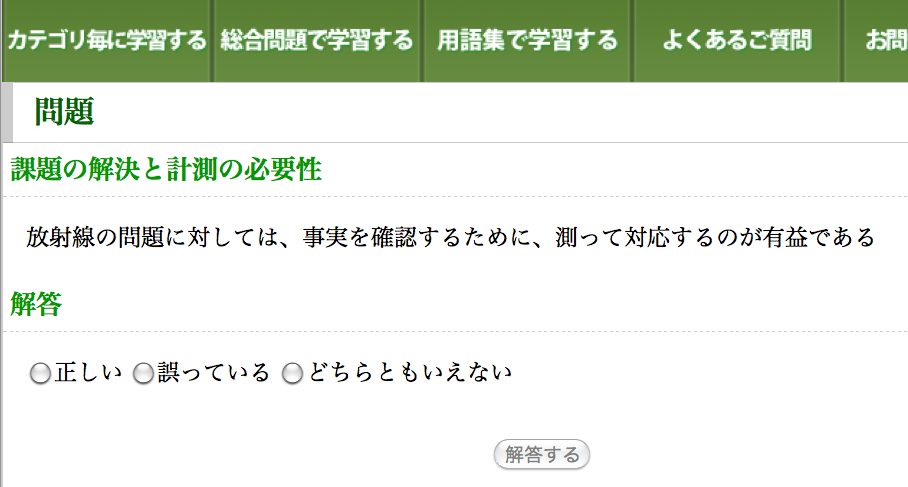 カテゴリ毎に学習する 総合問題で学習する 用語集で学習する よくあるご質問 お問
問題
課題の解決と計測の必要性
放射線の問題に対しては、事実を確認するために、測って対応するのが有益である
解答
正しい 誤っている どちらともいえない
解答する